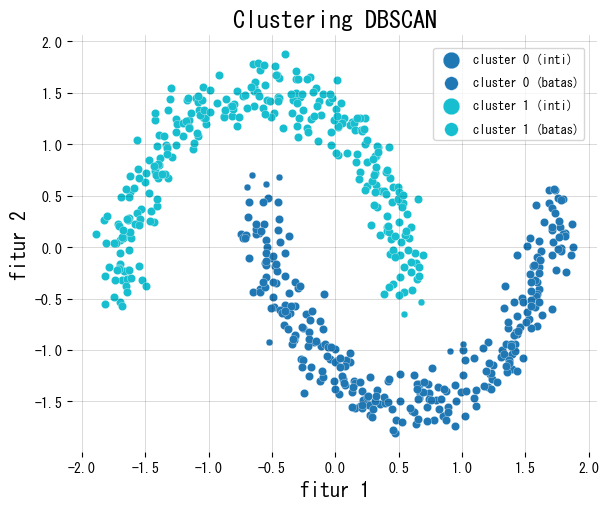 Clustering DBSCAN
cluster 0 (inti)
cluster 0 (batas)
cluster 1 (inti)
cluster 1 (batas)
fitur 2
2.0
1.5
1.0
0.5
0.0
-0.5
-1.0
-1.5
-2.0
-1.5
-1.0
-0.5
0.0
0.5
1.0
1.5
2.0
fitur 1